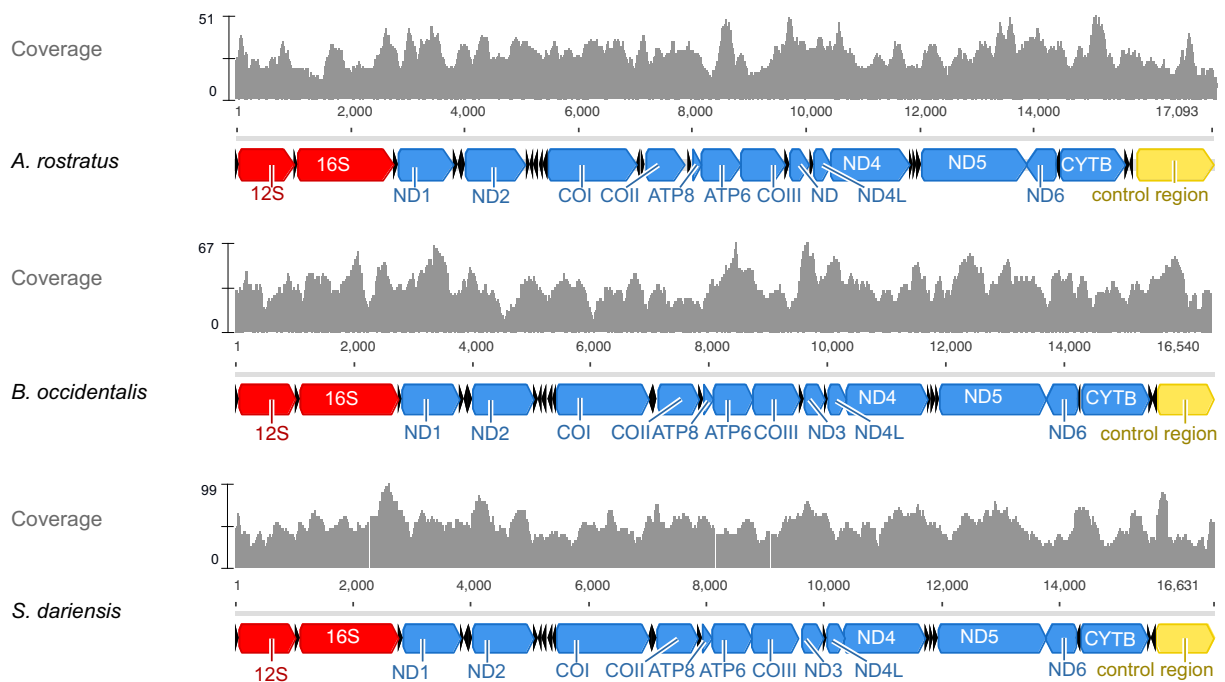 51
Coverage
0
1 2,000 4,000 6,000 8,000 10,000 12,000 14,000 17,093
A. rostratus
16S ND4 ND5 CYTB
12S ND1 ND2 COI COII ATP8 ATP6 COIII ND ND4L ND6 control region
67
Coverage
0
2,000 4,000 6,000 8,000 10,000 12,000 14,000 16,540
B. occidentalis
16S ND4 ND5 CYTB
12S ND1 ND2 COI COII ATP8 ATP6 COIII ND3 ND4L ND6 control region
99
Coverage
0
1 2,000 4,000 6,000 8,000 10,000 12,000 14,000 16,631
S. dariensis
16S ND4 ND5 CYTB
12S ND1 ND2 COI COII ATP8 ATP6 COIII ND3 ND4L ND6 control region